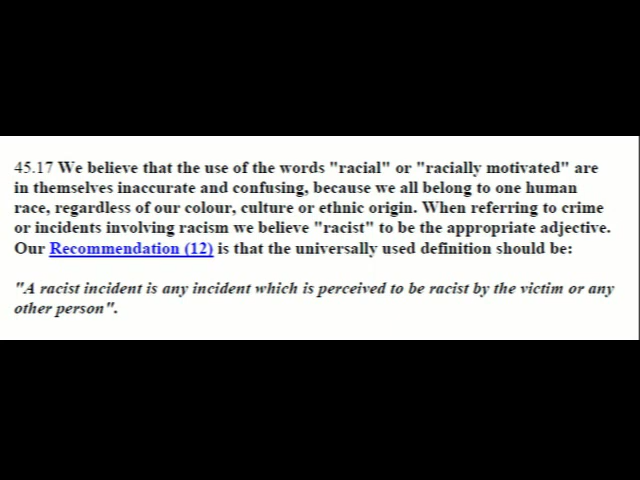 45.17 We believe that the use of the words "racial" or "racially motivated" are
in themselves inaccurate and confusing, because we all belong to one human
race, regardless of our colour, culture or ethnic origin. When referring to crime
or incidents involving racism we believe "racist" to be the appropriate adjective.
Our Recommendation (12) is that the universally used definition should be:
"A racist incident is any incident which is perceived to be racist by the victim or any
other person".